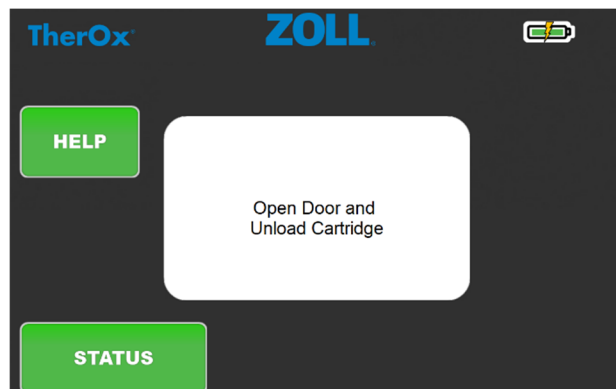 TherOx®
ZOLL®
HELP
Open Door and
Unload Cartridge
STATUS